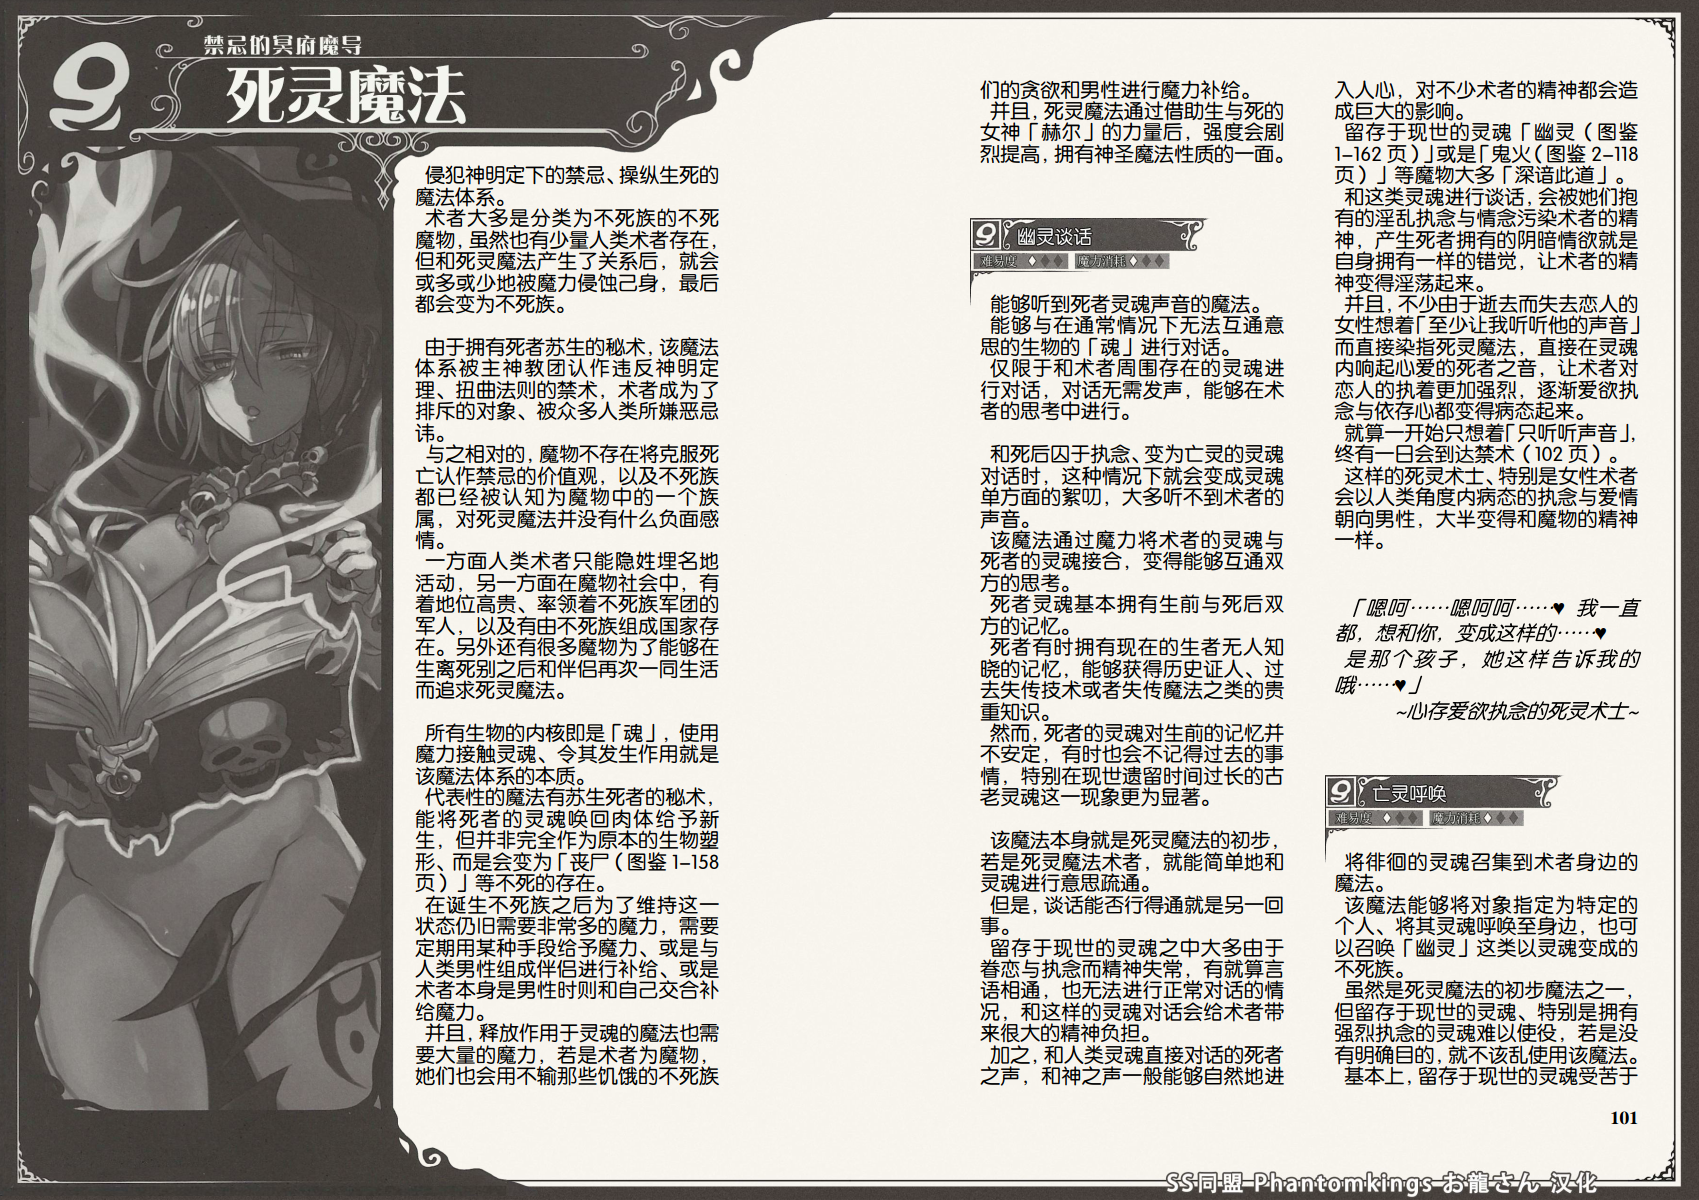 9
禁忌的冥府魔导
死灵魔法
侵犯神明定下的禁忌、操纵生死的
魔法体系。
术者大多是分类为不死族的不死
魔物,虽然也有少量人类术者存在,
但和死灵魔法产生了关系后，就会
或多或少地被魔力侵蚀己身，最后
都会变为不死族。
由于拥有死者苏生的秘术,该魔法
体系被主神教团认作违反神明定
理、扭曲法则的禁术，术者成为了
排斥的对象、被众多人类所嫌恶忌
讳。
与之相对的,魔物不存在将克服死
亡认作禁忌的价值观，以及不死族
都已经被认知为魔物中的一个族
属，对死灵魔法并没有什么负面感
情。
一方面人类术者只能隐姓埋名地
活动，另一方面在魔物社会中，有
着地位高贵、率领着不死族军团的
军人，以及有由不死族组成国家存
在。另外还有很多魔物为了能够在
生离死别之后和伴侣再次一同生活
而追求死灵魔法。
所有生物的内核即是「魂」，使用
魔力接触灵魂、令其发生作用就是
该魔法体系的本质。
代表性的魔法有苏生死者的秘术，
能将死者的灵魂唤回肉体给予新
生，但并非完全作为原本的生物塑
形、而是会变为「丧尸（图鉴 1–158
页）」等不死的存在。
在诞生不死族之后为了维持这一
状态仍旧需要非常多的魔力，需要
定期用某种手段给予魔力、或是与
人类男性组成伴侣进行补给、或是
术者本身是男性时则和自己交合补
给魔力。
并且,释放作用于灵魂的魔法也需
要大量的魔力，若是术者为魔物，
她们也会用不输那些饥饿的不死族
们的贪欲和男性进行魔力补给。
并且，死灵魔法通过借助生与死的
女神「赫尔」的力量后，强度会剧
烈提高,拥有神圣魔法性质的一面。
9 幽灵谈话
难易度 ♦♦♦ 魔力消耗 ♦♦♦
能够听到死者灵魂声音的魔法。
能够与在通常情况下无法互通意
思的生物的「魂」进行对话。
仅限于和术者周围存在的灵魂进
行对话，对话无需发声，能够在术
者的思考中进行。
和死后囚于执念、变为亡灵的灵魂
对话时，这种情况下就会变成灵魂
单方面的絮叨，大多听不到术者的
声音。
该魔法通过魔力将术者的灵魂与
死者的灵魂接合，变得能够互通双
方的思考。
死者灵魂基本拥有生前与死后双
方的记忆。
死者有时拥有现在的生者无人知
晓的记忆，能够获得历史证人、过
去失传技术或者失传魔法之类的贵
重知识。
然而,死者的灵魂对生前的记忆并
不安定，有时也会不记得过去的事
情，特别在现世遗留时间过长的古
老灵魂这一现象更为显著。
该魔法本身就是死灵魔法的初步，
若是死灵魔法术者，就能简单地和
灵魂进行意思疏通。
但是,谈话能否行得通就是另一回
事。
留存于现世的灵魂之中大多由于
眷恋与执念而精神失常，有就算言
语相通，也无法进行正常对话的情
况，和这样的灵魂对话会给术者带
来很大的精神负担。
加之,和人类灵魂直接对话的死者
之声，和神之声一般能够自然地进
入人心，对不少术者的精神都会造
成巨大的影响。
留存于现世的灵魂「幽灵（图鉴
1–162 页）」或是「鬼火（图鉴 2–118
页）」等魔物大多「深谙此道」。
和这类灵魂进行谈话,会被她们抱
有的淫乱执念与情念污染术者的精
神，产生死者拥有的阴暗情欲就是
自身拥有一样的错觉，让术者的精
神变得淫荡起来。
并且,不少由于逝去而失去恋人的
女性想着「至少让我听听他的声音」
而直接染指死灵魔法，直接在灵魂
内响起心爱的死者之音，让术者对
恋人的执着更加强烈，逐渐爱欲执
念与依存心都变得病态起来。
就算一开始只想着「只听听声音」，
终有一日会到达禁术（102 页）。
这样的死灵术士、特别是女性术者
会以人类角度内病态的执念与爱情
朝向男性，大半变得和魔物的精神
一样。
「嗯呵……嗯呵呵……♥ 我一直
都，想和你，变成这样的……♥
是那个孩子，她这样告诉我的
哦……♥」
~心存爱欲执念的死灵术士~
9 亡灵呼唤
难易度 ♦♦♦ 魔力消耗 ♦♦♦
将徘徊的灵魂召集到术者身边的
魔法。
该魔法能够将对象指定为特定的
个人、将其灵魂呼唤至身边，也可
以召唤「幽灵」这类以灵魂变成的
不死族。
虽然是死灵魔法的初步魔法之一，
但留存于现世的灵魂、特别是拥有
强烈执念的灵魂难以使役，若是没
有明确目的,就不该乱使用该魔法。
基本上,留存于现世的灵魂受苦于
101
SS同盟 Phantomkings お龍さん 汉化